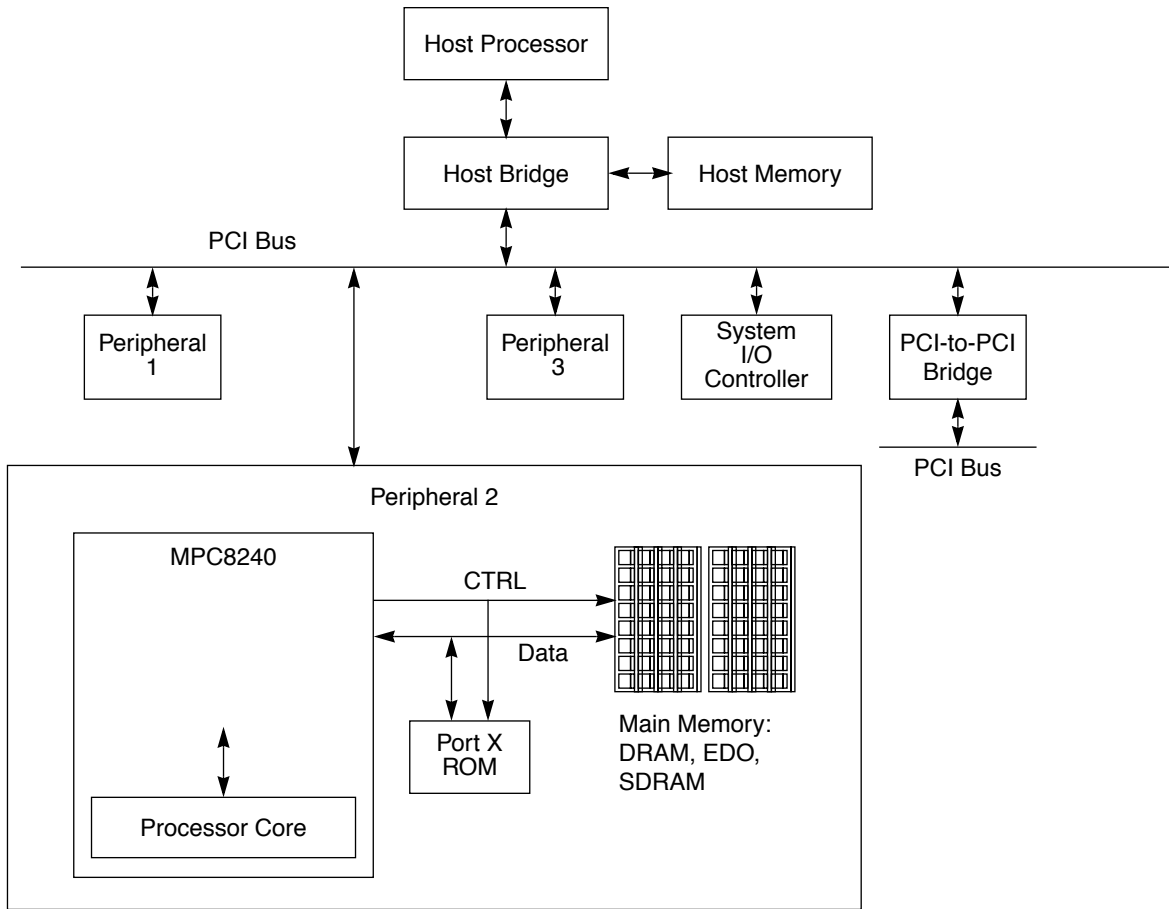 Host Processor
Host Bridge
Host Memory
PCI Bus
Peripheral
1
Peripheral
3
System
I/O
Controller
PCI-to-PCI
Bridge
PCI Bus
Peripheral 2
MPC8240
CTRL
Data
Port X
ROM
Main Memory:
DRAM, EDO,
SDRAM
Processor Core